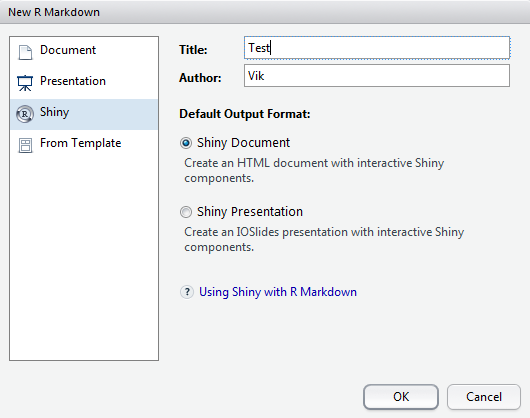 New R Markdown
Document
Presentation
Shiny
From Template
Title: Test
Author: Vik
Default Output Format:
Shiny Document
Create an HTML document with interactive Shiny
components.
Shiny Presentation
Create an IOSlides presentation with interactive Shiny
components.
? Using Shiny with R Markdown
OK Cancel